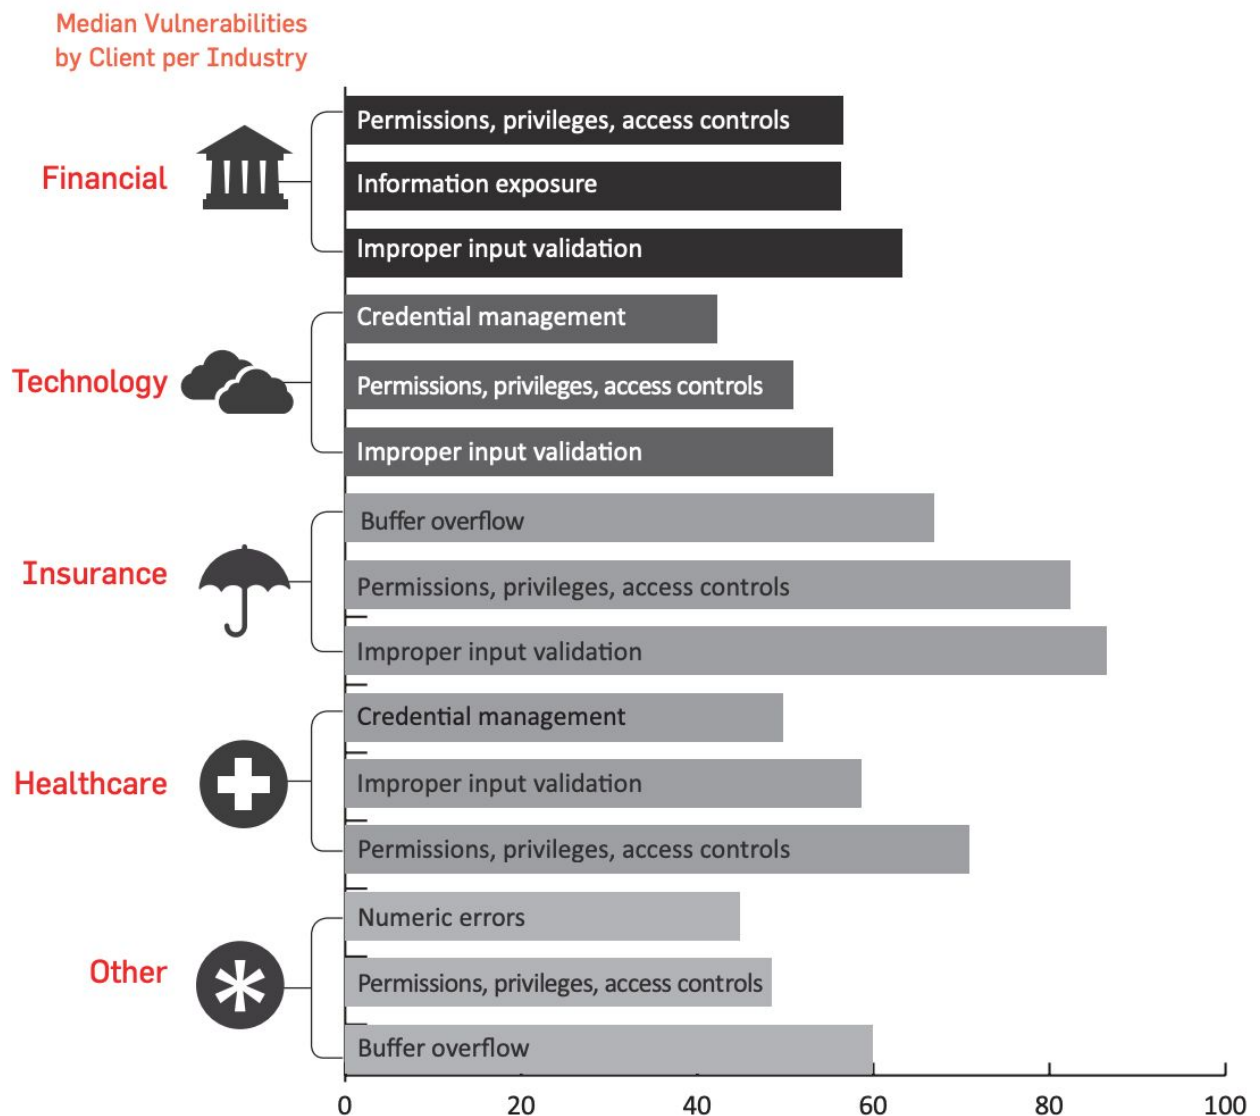 Median Vulnerabilities
by Client per Industry
Financial
Permissions, privileges, access controls
Information exposure
Improper input validation
Technology
Credential management
Permissions, privileges, access controls
Improper input validation
Insurance
Buffer overflow
Permissions, privileges, access controls
Improper input validation
Healthcare
Credential management
Improper input validation
Permissions, privileges, access controls
Other
Numeric errors
Permissions, privileges, access controls
Buffer overflow
0 20 40 60 80 100